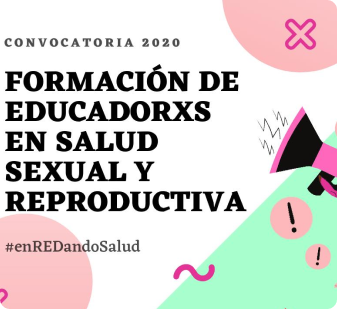 CONVOCATORIA 2020
FORMACIÓN DE
EDUCADORXS
EN SALUD
SEXUAL Y
REPRODUCTIVA
#enREDandoSalud